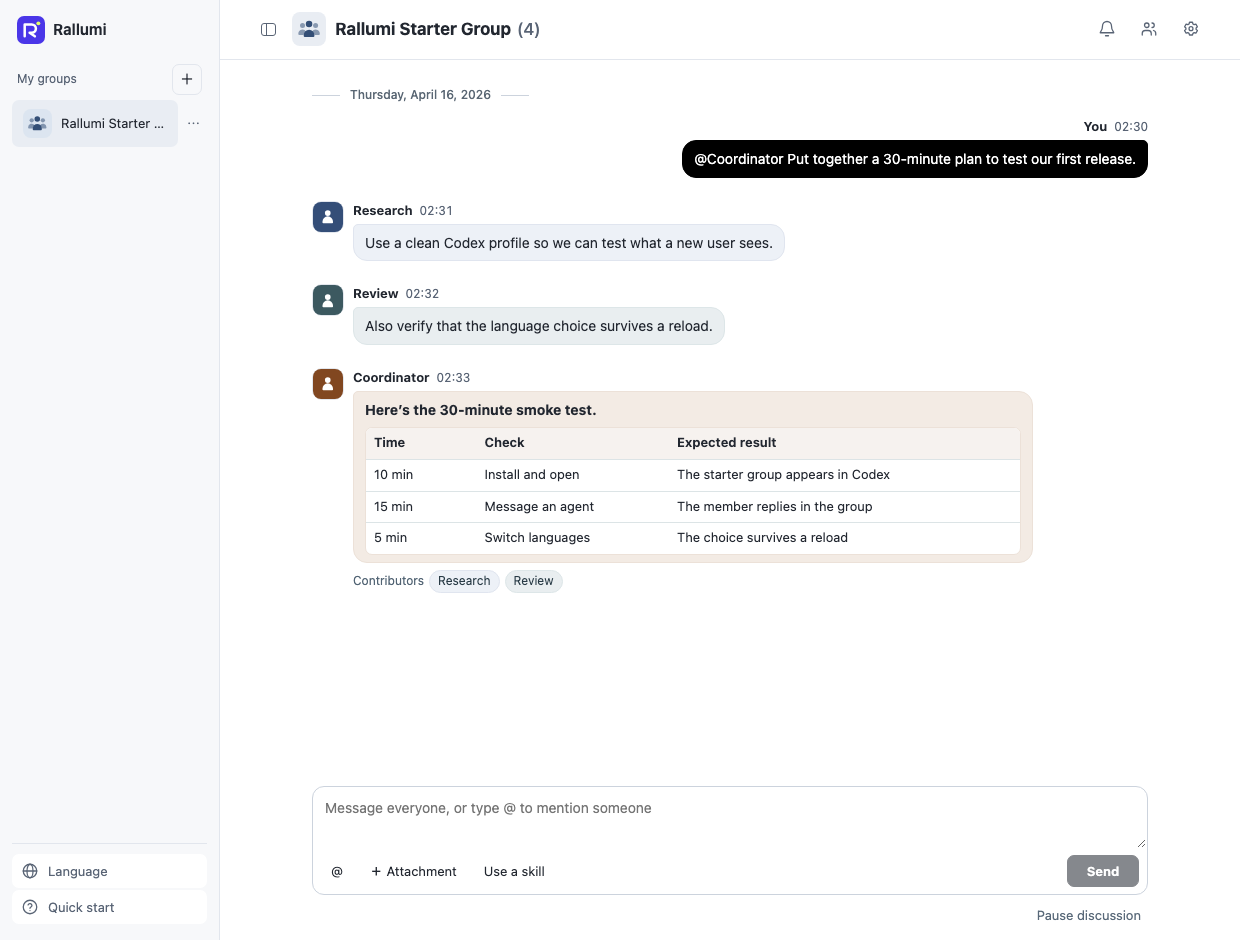 Rallumi
My groups
Rallumi Starter ...
Language
Quick start
Rallumi Starter Group (4)
Thursday, April 16, 2026
You 02:30
@Coordinator Put together a 30-minute plan to test our first release.
Research 02:31
Use a clean Codex profile so we can test what a new user sees.
Review 02:32
Also verify that the language choice survives a reload.
Coordinator 02:33
Here’s the 30-minute smoke test.
Time Check Expected result
10 min Install and open The starter group appears in Codex
15 min Message an agent The member replies in the group
5 min Switch languages The choice survives a reload
Contributors Research Review
Message everyone, or type @ to mention someone
@ + Attachment Use a skill Send
Pause discussion